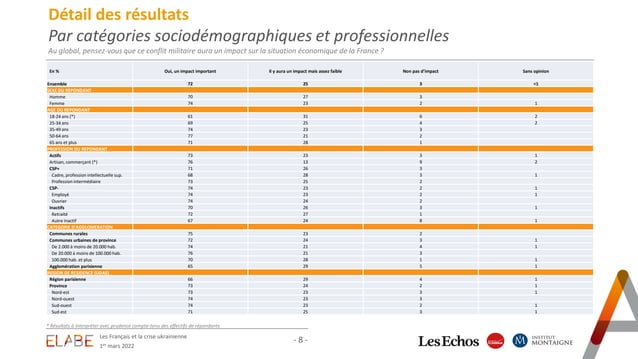 Détail des résultats
Par catégories sociodémographiques et professionnelles
Au global, pensez-vous que ce conflit militaire aura un impact sur la situation économique de la France ?
En % Oui, un impact important Il y aura un impact mais assez faible Non pas d'impact Sans opinion
Ensemble 72 25 3 <1
SEXE DU REPONDANT
Homme 70 27 3
Femme 74 23 2 1
AGE DU REPONDANT
18-24 ans (*) 61 31 6 2
25-34 ans 69 25 4 2
35-49 ans 74 23 3
50-64 ans 77 21 2
65 ans et plus 71 28 1
PROFESSION DU REPONDANT
Actifs 73 23 3 1
Artisan, commerçant (*) 76 13 9 2
CSP+ 71 26 3
Cadre, profession intellectuelle sup. 68 28 3 1
Profession intermédiaire 73 25 2
CSP- 74 23 2 1
Employé 74 23 2 1
Ouvrier 74 24 2
Inactifs 70 26 3 1
Retraité 72 27 1
Autre inactif 67 24 8 1
CATEGORIE D'AGGLOMERATION
Communes rurales 75 23 2
Communes urbaines de province 72 24 3 1
De 2.000 à moins de 20.000 hab. 74 21 4 1
De 20.000 à moins de 100.000 hab. 76 21 3
100.000 hab. et plus 70 28 1 1
Agglomération parisienne 65 29 5 1
REGION DE RESIDENCE (UDA5)
Région parisienne 66 29 4 1
Province 73 24 2 1
Nord-est 73 23 3 1
Nord-ouest 74 23 3
Sud-ouest 74 23 2 1
Sud-est 71 25 3 1
* Résultats à interpréter avec prudence compte-tenu des effectifs de répondants
ELABE
Les Français et la crise ukrainienne
1er mars 2022
- 8 -
Les Echos
INSTITUT
MONTAIGNE